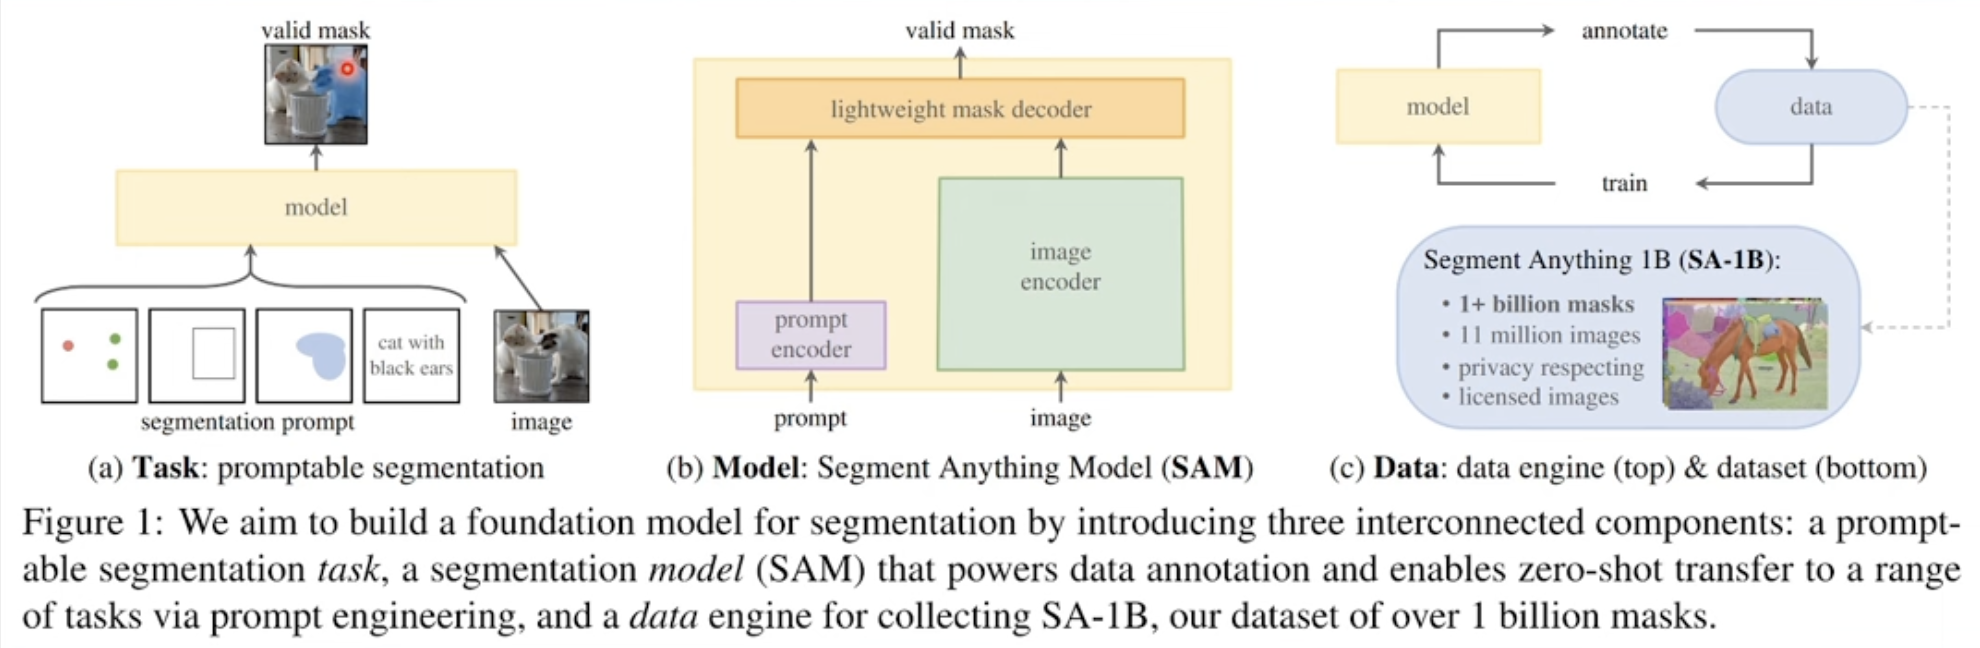 valid mask
model
cat with
black ears
segmentation prompt
image
(a) Task: promptable segmentation
valid mask
lightweight mask decoder
image
encoder
prompt
encoder
prompt
image
(b) Model: Segment Anything Model (SAM)
annotate
model
data
train
Segment Anything 1B (SA-1B):
• 1+ billion masks
• 11 million images
• privacy respecting
• licensed images
(c) Data: data engine (top) & dataset (bottom)
Figure 1: We aim to build a foundation model for segmentation by introducing three interconnected components: a prompt-
able segmentation task, a segmentation model (SAM) that powers data annotation and enables zero-shot transfer to a range
of tasks via prompt engineering, and a data engine for collecting SA-1B, our dataset of over 1 billion masks.